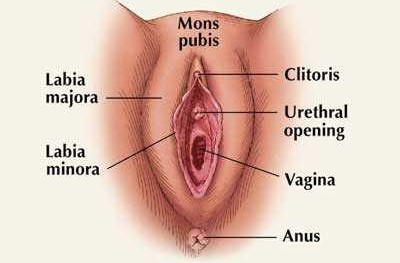 Mons
pubis
Labia
majora
Clitoris
Urethral
opening
Labia
minora
Vagina
Anus